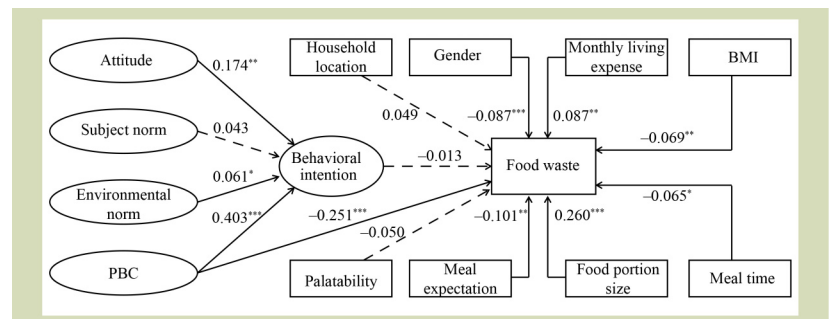 Attitude
0.174**
Household
location
Gender
Monthly living
expense
BMI
Subject norm
0.043
0.049
−0.087***
0.087**
−0.069**
Behavioral
intention
−0.013
Food waste
Environmental
norm
0.061*
0.403***
−0.251***
−0.050
−0.101**
0.260***
−0.065*
PBC
Palatability
Meal
expectation
Food portion
size
Meal time